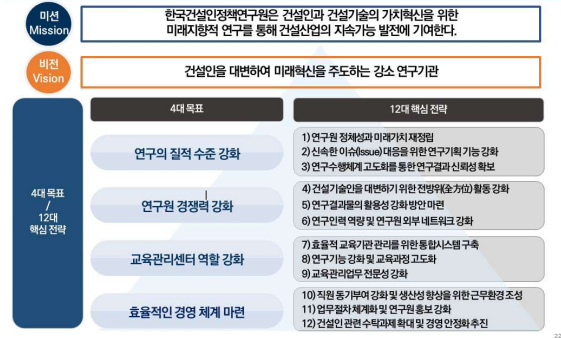 미션
Mission
한국건설인정책연구원은 건설인과 건설기술의 가치혁신을 위한
미래지향적 연구를 통해 건설산업의 지속가능 발전에 기여한다.
비전
Vision
건설인을 대변하여 미래혁신을 주도하는 강소 연구기관
4대 목표
/
12대
핵심 전략
4대 목표
12대 핵심 전략
연구의 질적 수준 강화
1) 연구원 정체성과 미래가치 재정립
2) 신속한 이슈(Issue) 대응을 위한 연구기획 기능 강화
3) 연구수행체계 고도화를 통한 연구결과 신뢰성 확보
연구원 경쟁력 강화
4) 건설기술인을 대변하기 위한 전방위(全方位) 활동 강화
5) 연구결과물의 활용성 강화 방안 마련
6) 연구인력 역량 및 연구원 외부 네트워크 강화
교육관리센터 역할 강화
7) 효율적 교육기관 관리를 위한 통합시스템 구축
8) 연구기능 강화 및 교육과정 고도화
9) 교육관리업무 전문성 강화
효율적인 경영 체계 마련
10) 직원 동기부여 강화 및 생산성 향상을 위한 근무환경 조성
11) 업무절차 체계화 및 연구원 홍보 강화
12) 건설인 관련 수탁과제 확대 및 경영 안정화 추진
22